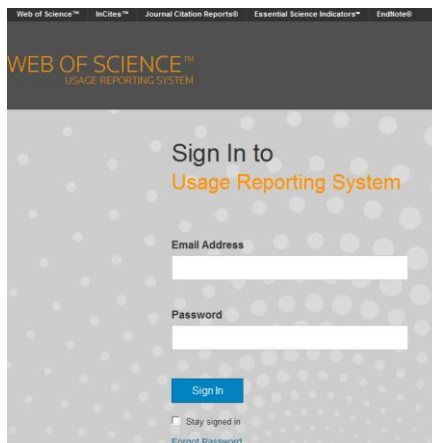 Web of Science™ InCites™ Journal Citation Reports® Essential Science Indicators℠ EndNote®
WEB OF SCIENCE™
USAGE REPORTING SYSTEM
Sign In to
Usage Reporting System
Email Address
Password
Sign In
Stay signed in
Forgot Password